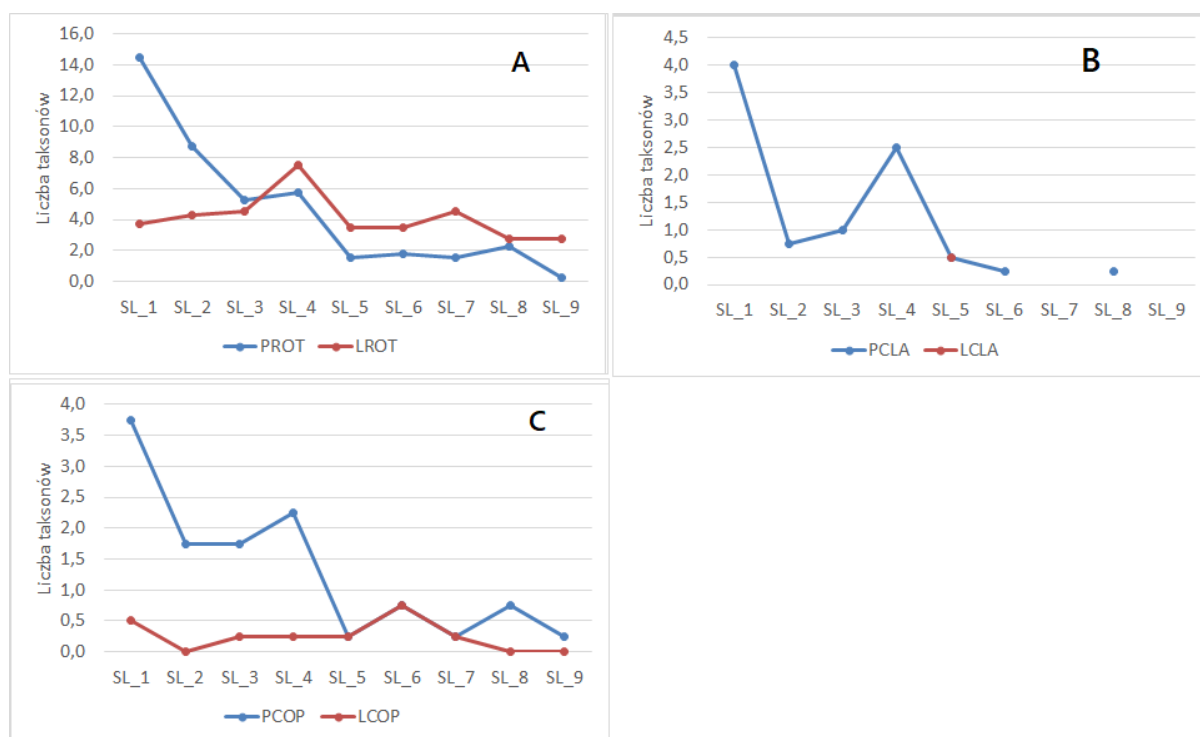 A
Liczba taksonów
16,0
14,0
12,0
10,0
8,0
6,0
4,0
2,0
0,0
SL_1 SL_2 SL_3 SL_4 SL_5 SL_6 SL_7 SL_8 SL_9
PROT LROT
B
Liczba taksonów
4,5
4,0
3,5
3,0
2,5
2,0
1,5
1,0
0,5
0,0
SL_1 SL_2 SL_3 SL_4 SL_5 SL_6 SL_7 SL_8 SL_9
PCLA LCLA
C
Liczba taksonów
4,0
3,5
3,0
2,5
2,0
1,5
1,0
0,5
0,0
SL_1 SL_2 SL_3 SL_4 SL_5 SL_6 SL_7 SL_8 SL_9
PCOP LCOP